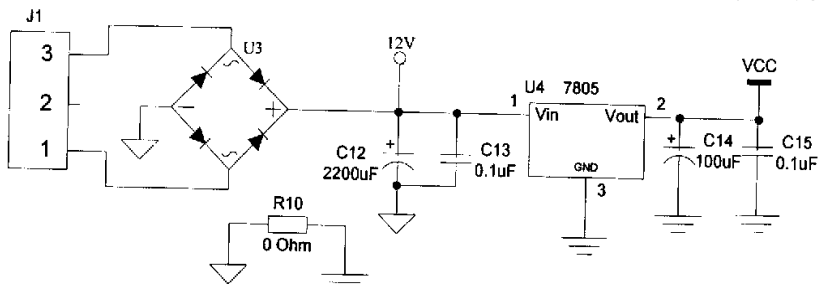 J1
3
2
1
U3
12V
C12
2200uF
C13
0.1uF
U4 7805
1
Vin
Vout
2
GND
3
VCC
C14
100uF
C15
0.1uF
R10
0 Ohm